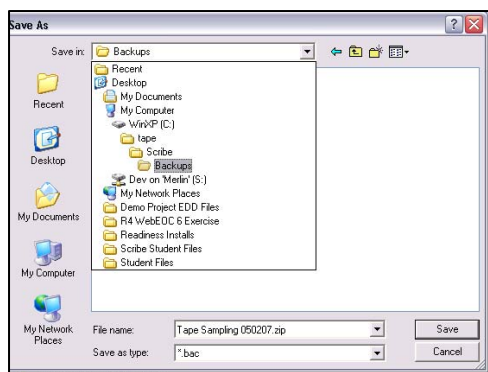 Save As
Save in: Backups
Recent
Desktop
My Documents
My Computer
WinXP (C:)
tape
Scribe
Backups
Dev on 'Merlin' (S:)
My Network Places
Demo Project EDD Files
R4 WebEOC 6 Exercise
Readiness Installs
Scribe Student Files
Student Files
Recent
Desktop
My Documents
My Computer
My Network
Places
File name: Tape Sampling 050207.zip Save
Save as type: *.bac Cancel